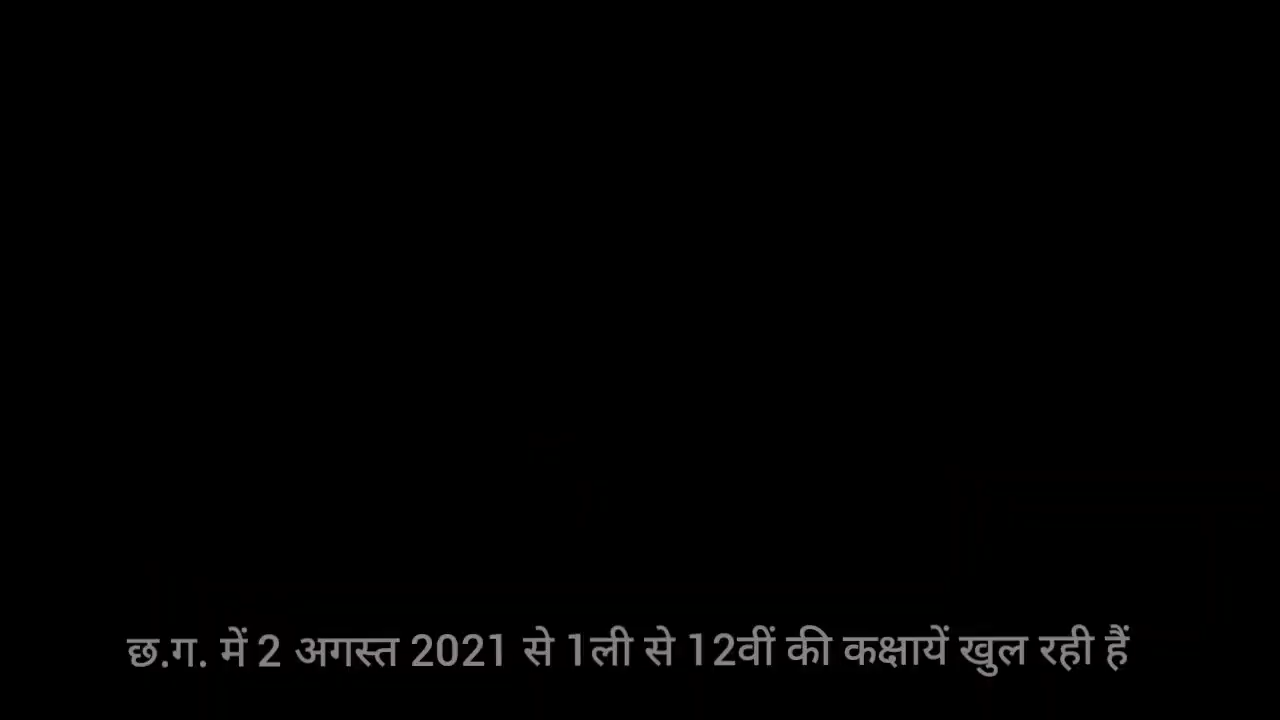 छ.ग. में 2 अगस्त 2021 से 1ली से 12वीं की कक्षायें खुल रही हैं